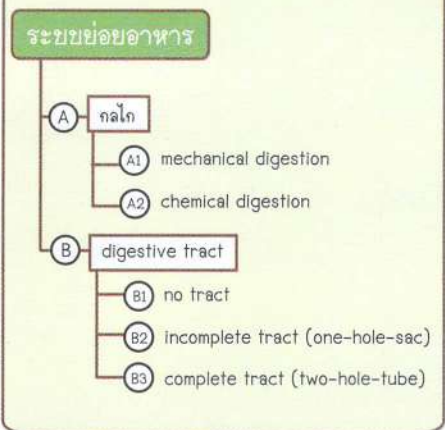 ระบบย่อยอาหาร
A กลไก
A1 mechanical digestion
A2 chemical digestion
B digestive tract
B1 no tract
B2 incomplete tract (one-hole-sac)
B3 complete tract (two-hole-tube)